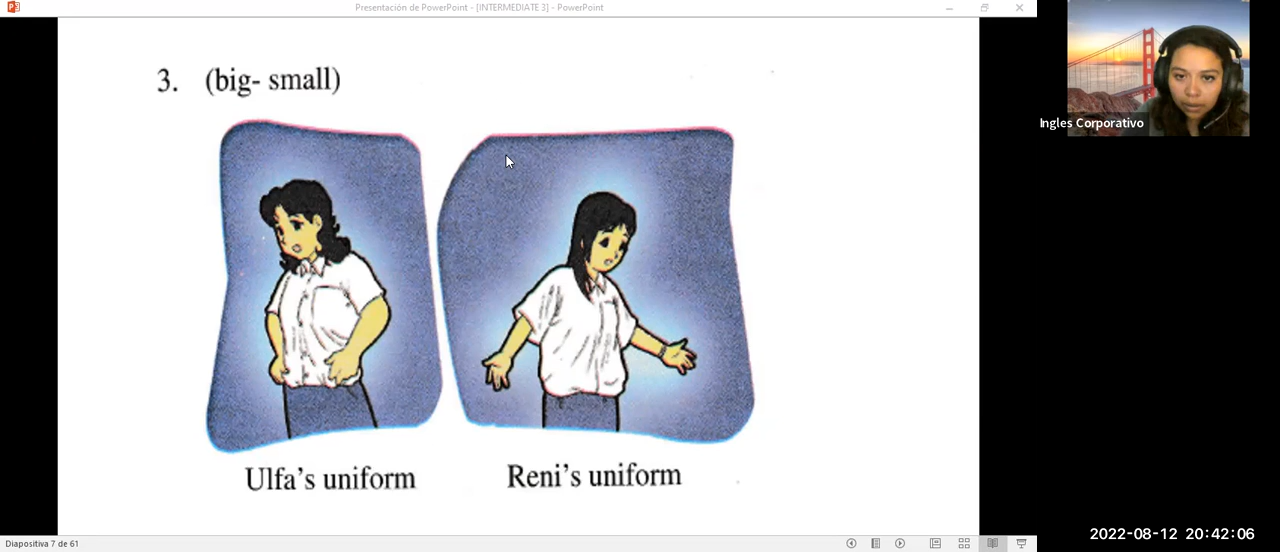 Presentación de PowerPoint - [INTERMEDIATE 3] - PowerPoint
3. (big- small)
Ulfa's uniform
Reni's uniform
Ingles Corporativo
Diapositiva 7 de 61
2022-08-12 20:42:06